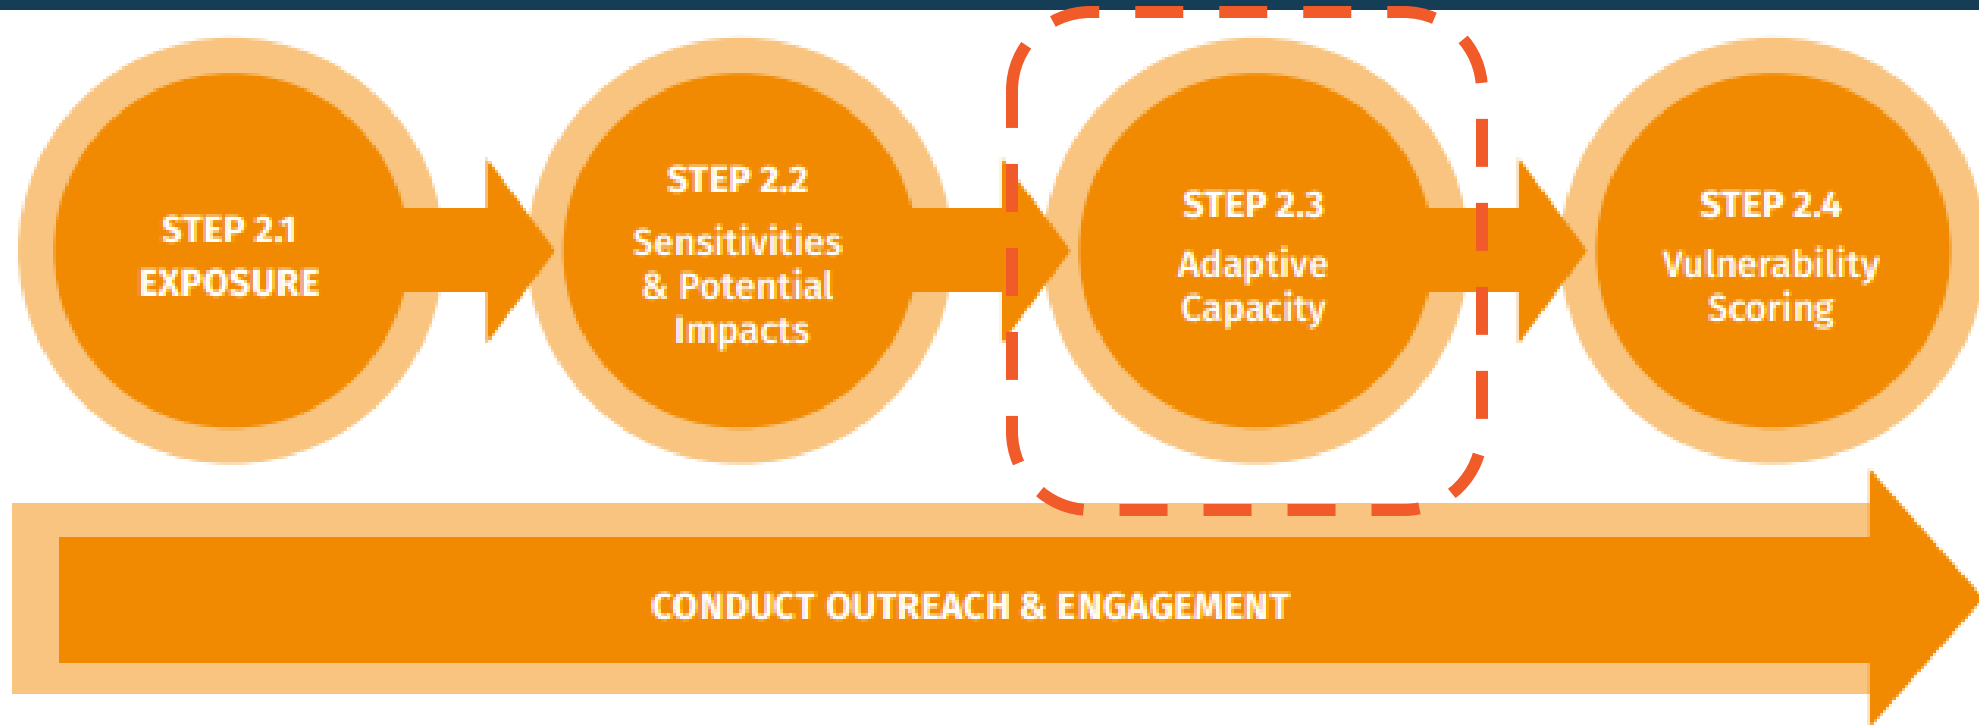 STEP 2.1
EXPOSURE
STEP 2.2
Sensitivities
& Potential
Impacts
STEP 2.3
Adaptive
Capacity
STEP 2.4
Vulnerability
Scoring
CONDUCT OUTREACH & ENGAGEMENT